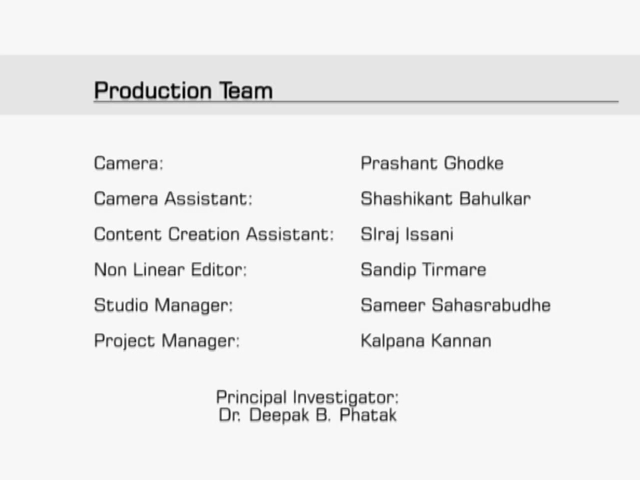 Production Team
Camera: Prashant Ghodke
Camera Assistant: Shashikant Bahulkar
Content Creation Assistant: SIraj Issani
Non Linear Editor: Sandip Tirmare
Studio Manager: Sameer Sahasrabudhe
Project Manager: Kalpana Kannan
Principal Investigator:
Dr. Deepak B. Phatak